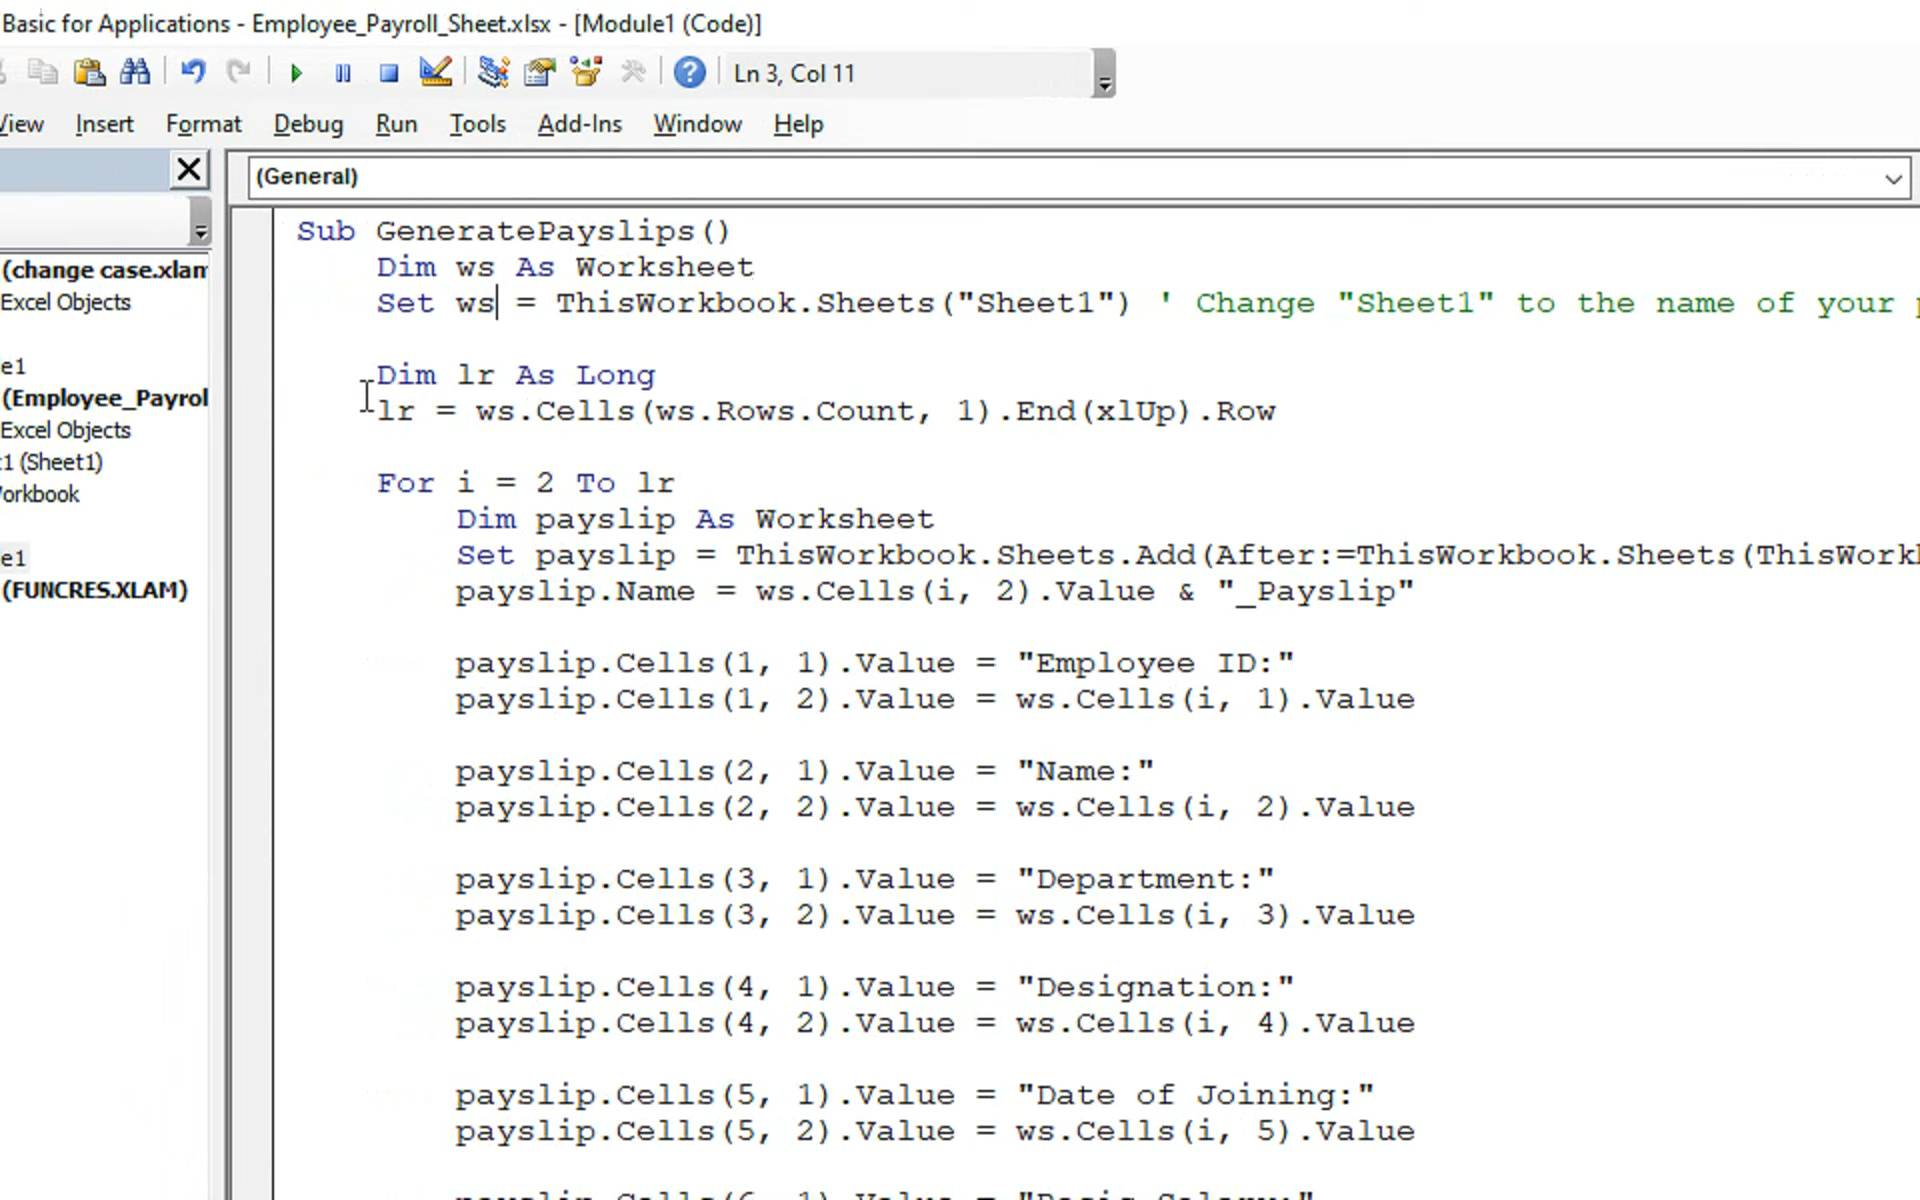 Basic for Applications - Employee_Payroll_Sheet.xlsx - [Module1 (Code)]
Ln 3, Col 11
View Insert Format Debug Run Tools Add-Ins Window Help
(General)
(change case.xlam
Excel Objects
e1
(Employee_Payrol
Excel Objects
1 (Sheet1)
orkbook
e1
(FUNCRES.XLAM)
Sub GeneratePayslips()
Dim ws As Worksheet
Set ws = ThisWorkbook.Sheets("Sheet1") ' Change "Sheet1" to the name of your
Dim lr As Long
lr = ws.Cells(ws.Rows.Count, 1).End(xlUp).Row
For i = 2 To lr
Dim payslip As Worksheet
Set payslip = ThisWorkbook.Sheets.Add(After:=ThisWorkbook.Sheets(ThisWork
payslip.Name = ws.Cells(i, 2).Value & "_Payslip"
payslip.Cells(1, 1).Value = "Employee ID:"
payslip.Cells(1, 2).Value = ws.Cells(i, 1).Value
payslip.Cells(2, 1).Value = "Name:"
payslip.Cells(2, 2).Value = ws.Cells(i, 2).Value
payslip.Cells(3, 1).Value = "Department:"
payslip.Cells(3, 2).Value = ws.Cells(i, 3).Value
payslip.Cells(4, 1).Value = "Designation:"
payslip.Cells(4, 2).Value = ws.Cells(i, 4).Value
payslip.Cells(5, 1).Value = "Date of Joining:"
payslip.Cells(5, 2).Value = ws.Cells(i, 5).Value